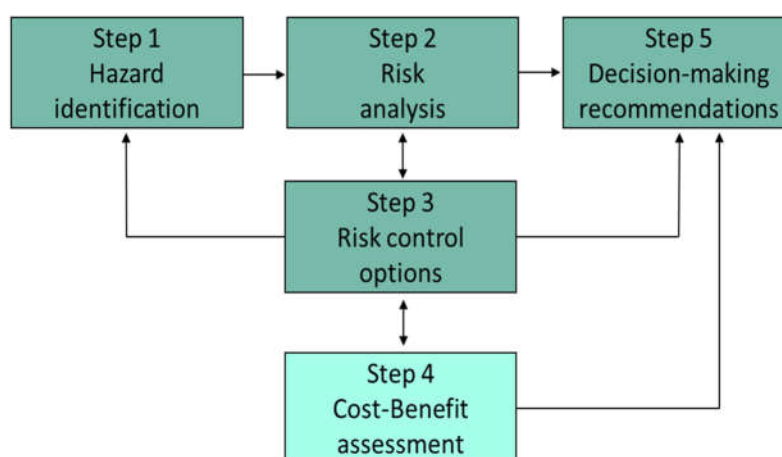 Step 1
Hazard
identification
Step 2
Risk
analysis
Step 5
Decision-making
recommendations
Step 3
Risk control
options
Step 4
Cost-Benefit
assessment